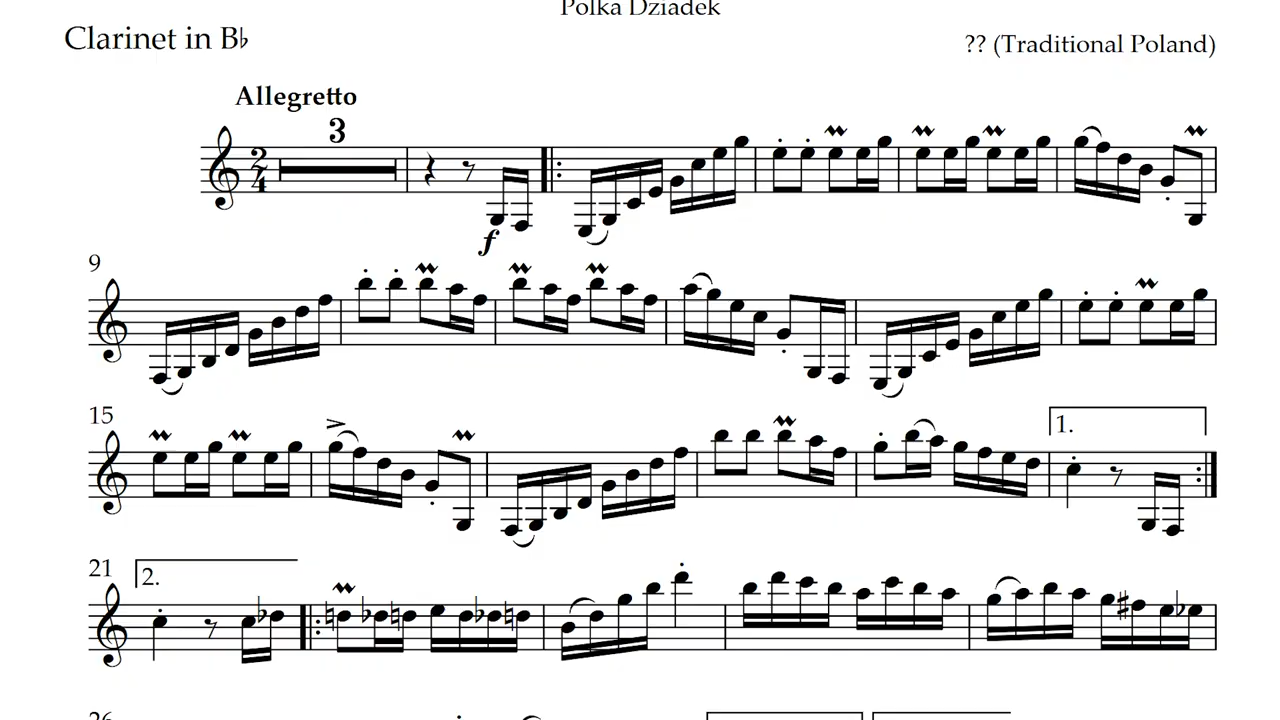 Polka Dziadek
Clarinet in B♭
?? (Traditional Poland)
Allegretto
3
2
4
f
9
15
1.
21
2.
26